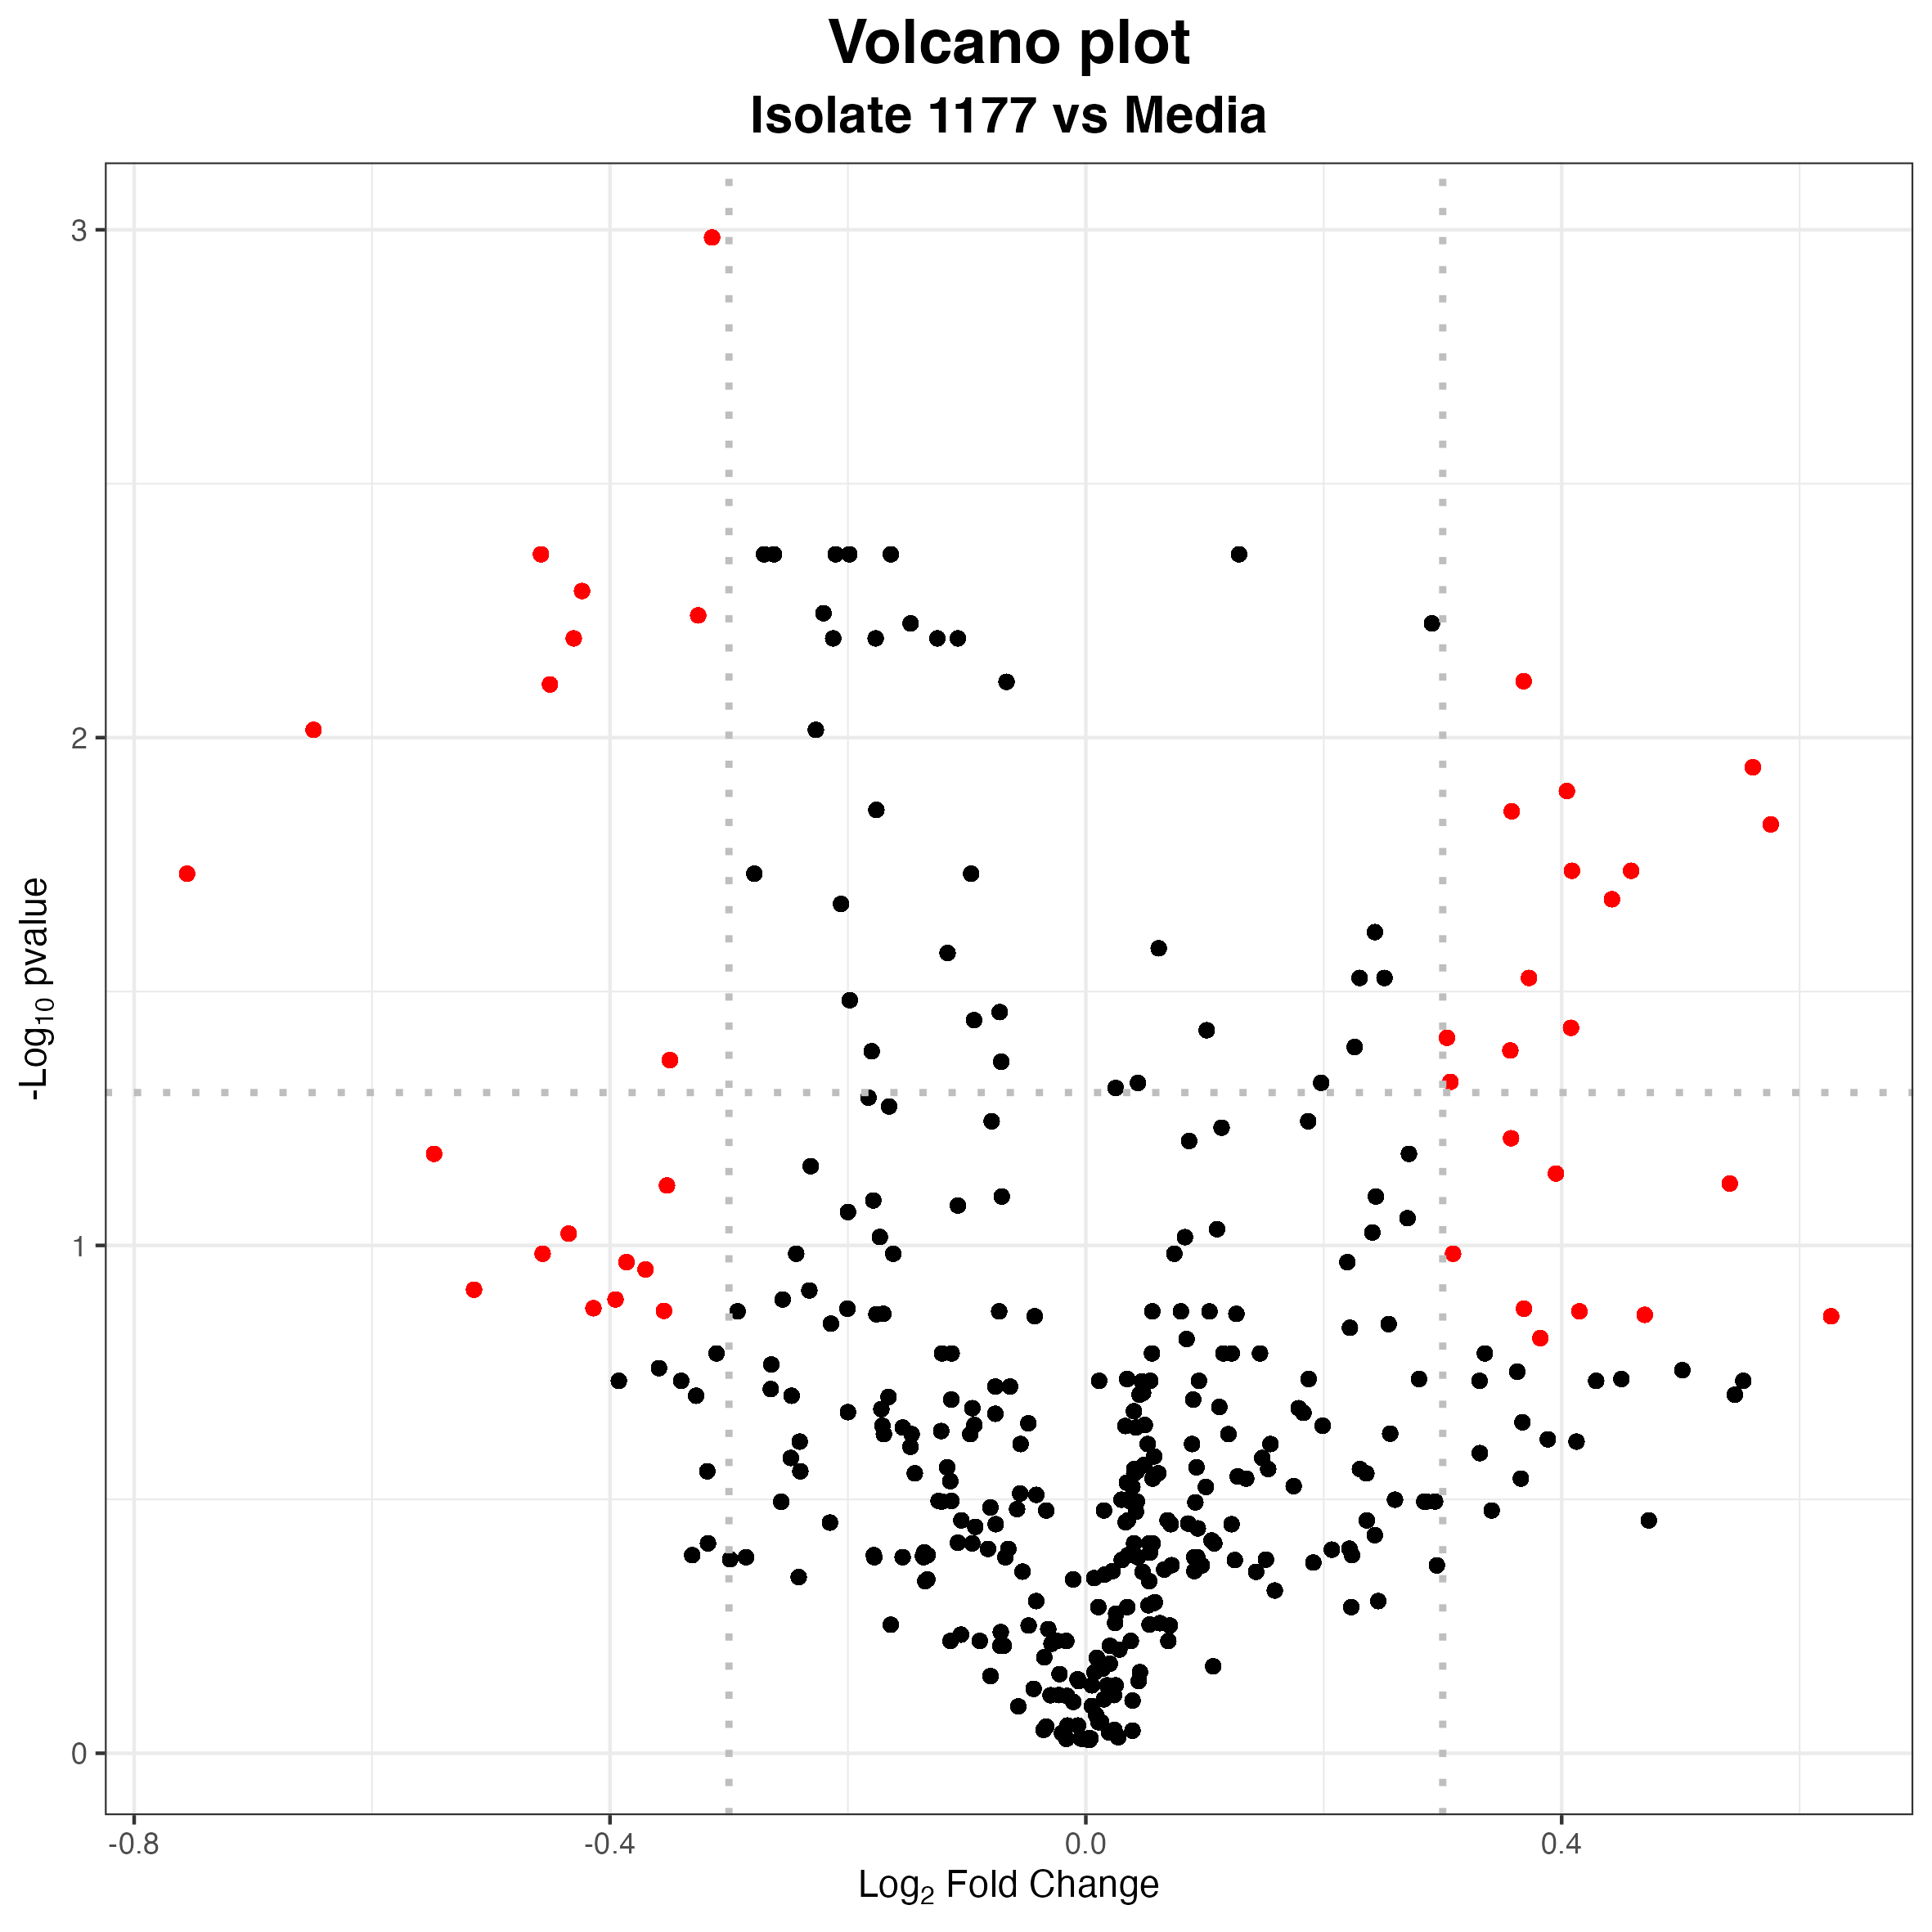 Volcano plot
Isolate 1177 vs Media
-Log10 pvalue
3
2
1
0
-0.8 -0.4 0.0 0.4
Log2 Fold Change